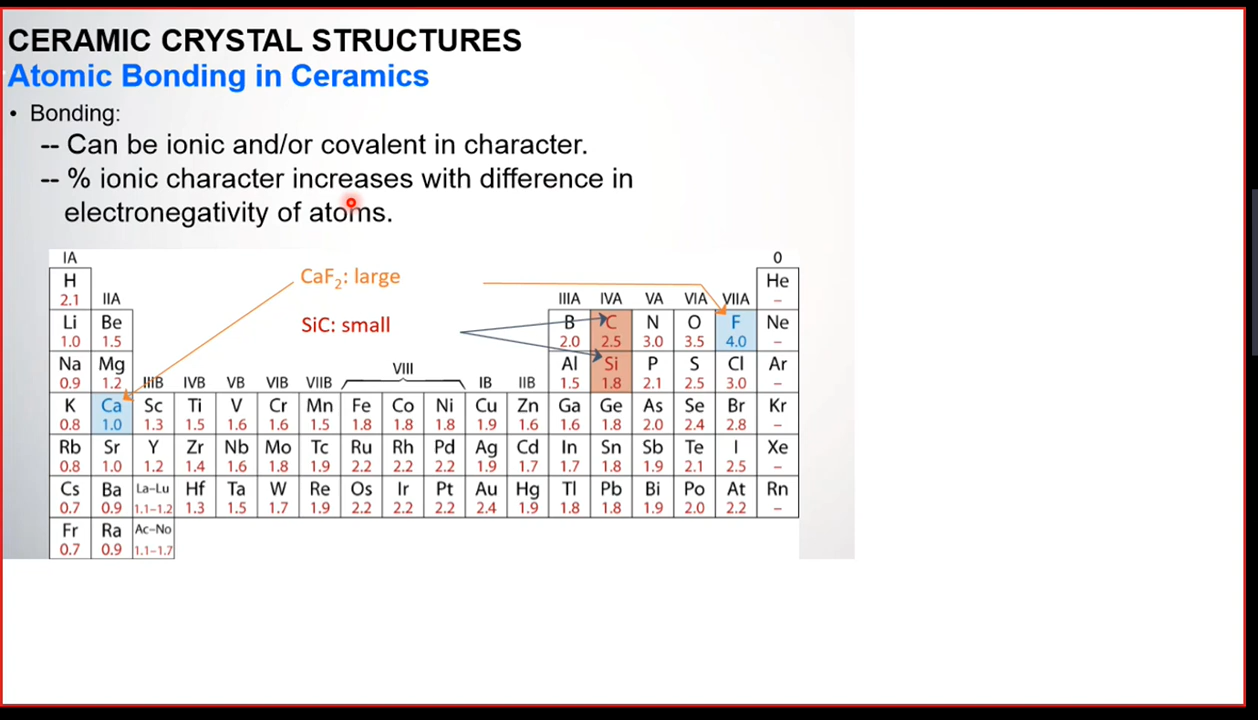 CERAMIC CRYSTAL STRUCTURES
Atomic Bonding in Ceramics
• Bonding:
-- Can be ionic and/or covalent in character.
-- % ionic character increases with difference in
electronegativity of atoms.
IA 0
H CaF2: large He
2.1 IIA IIIA IVA VA VIA VIIA –
Li Be SiC: small B C N O F Ne
1.0 1.5 2.0 2.5 3.0 3.5 4.0 –
Na Mg VIII Al Si P S Cl Ar
0.9 1.2 IIIB IVB VB VIB VIIB IB IIB 1.5 1.8 2.1 2.5 3.0 –
K Ca Sc Ti V Cr Mn Fe Co Ni Cu Zn Ga Ge As Se Br Kr
0.8 1.0 1.3 1.5 1.6 1.6 1.5 1.8 1.8 1.8 1.9 1.6 1.6 1.8 2.0 2.4 2.8 –
Rb Sr Y Zr Nb Mo Tc Ru Rh Pd Ag Cd In Sn Sb Te I Xe
0.8 1.0 1.2 1.4 1.6 1.8 1.9 2.2 2.2 2.2 1.9 1.7 1.7 1.8 1.9 2.1 2.5 –
Cs Ba La–Lu Hf Ta W Re Os Ir Pt Au Hg Tl Pb Bi Po At Rn
0.7 0.9 1.1–1.2 1.3 1.5 1.7 1.9 2.2 2.2 2.2 2.4 1.9 1.8 1.8 1.9 2.0 2.2 –
Fr Ra Ac–No
0.7 0.9 1.1–1.7